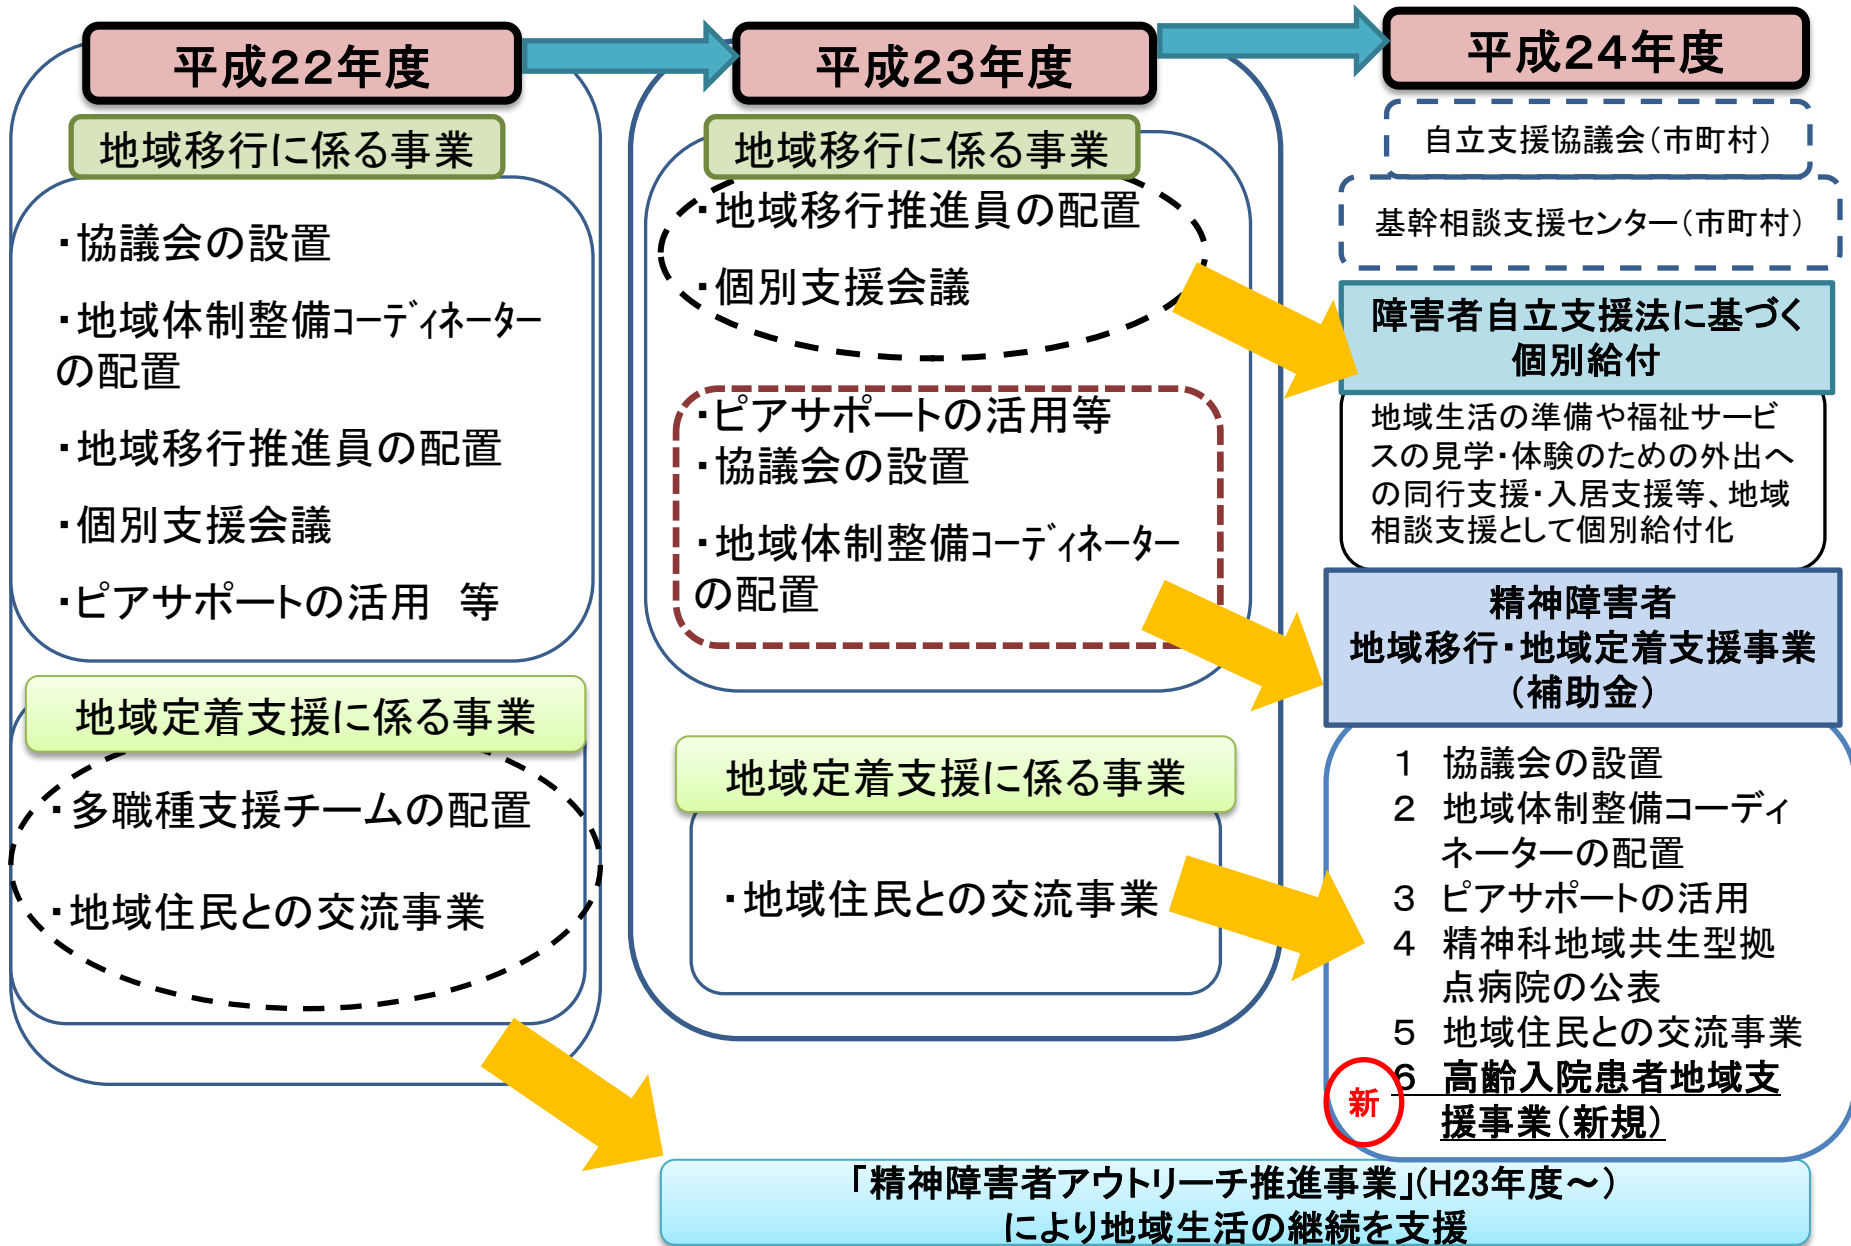 平成２２年度
地域移行に係る事業
・協議会の設置
・地域体制整備ｺｰﾃﾞｨﾈｰﾀｰ
の配置
・地域移行推進員の配置
・個別支援会議
・ピアサポートの活用　等
地域定着支援に係る事業
・多職種支援チームの配置
・地域住民との交流事業
平成２３年度
地域移行に係る事業
・地域移行推進員の配置
・個別支援会議
・ピアサポートの活用等
・協議会の設置
・地域体制整備ｺｰﾃﾞｨﾈｰﾀｰ
の配置
地域定着支援に係る事業
・地域住民との交流事業
平成２４年度
自立支援協議会（市町村）
基幹相談支援センター（市町村）
障害者自立支援法に基づく
個別給付
地域生活の準備や福祉サービ
スの見学・体験のための外出へ
の同行支援・入居支援等、地域
相談支援として個別給付化
精神障害者
地域移行・地域定着支援事業
（補助金）
１　協議会の設置
２　地域体制整備コーディ
ネーターの配置
３　ピアサポートの活用
４　精神科地域共生型拠
点病院の公表
５　地域住民との交流事業
６　高齢入院患者地域支
援事業（新規）
新
「精神障害者アウトリーチ推進事業」（H23年度～）
により地域生活の継続を支援